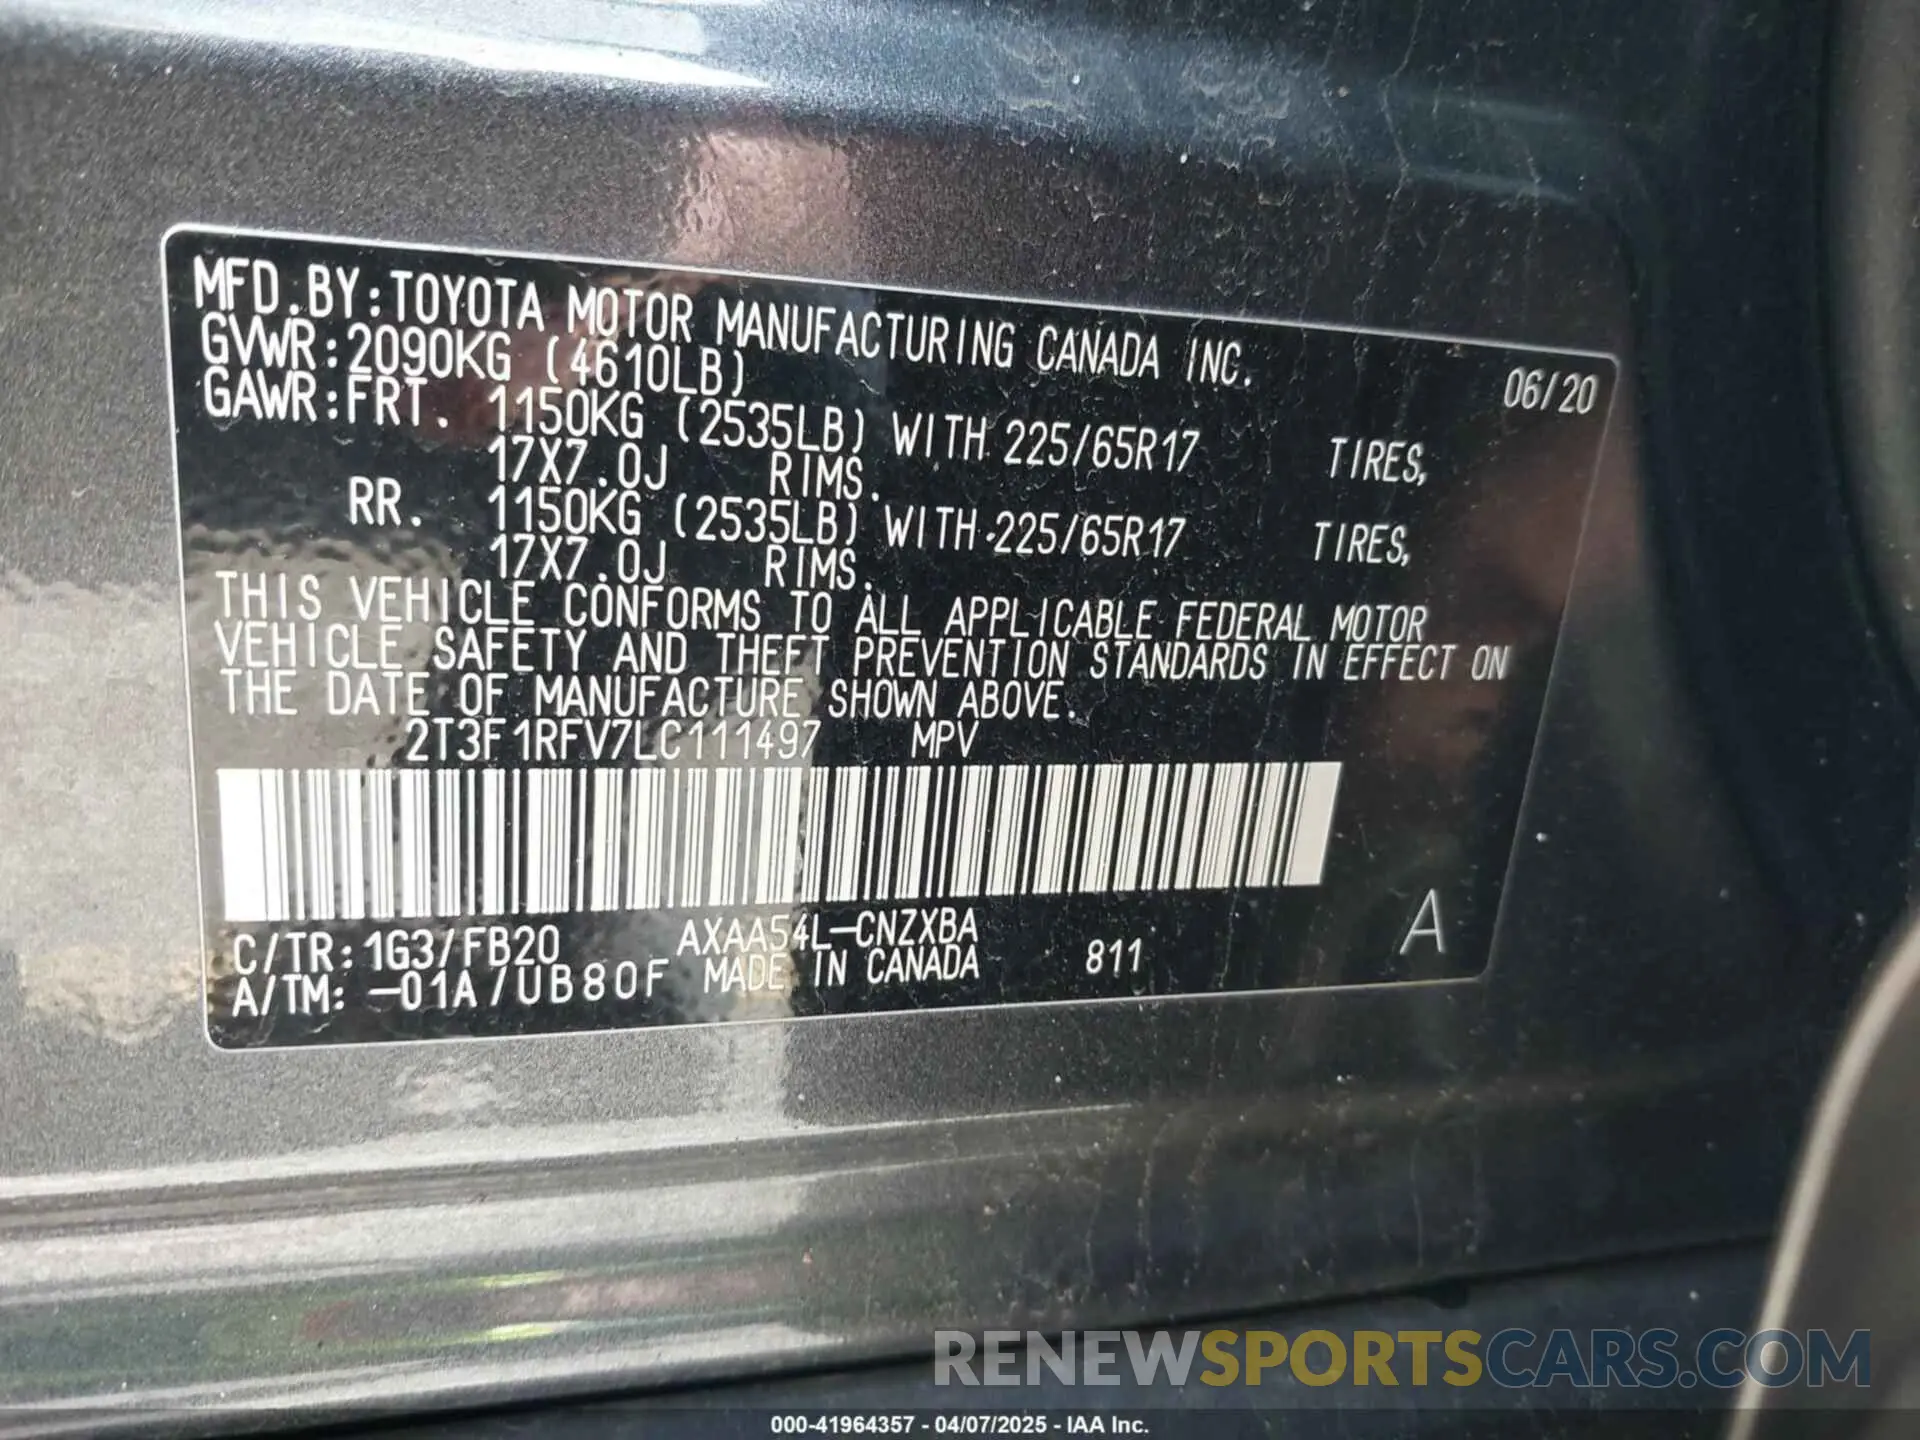 MFD.BY:TOYOTA MOTOR MANUFACTURING CANADA INC. 06/20
GVWR:2090KG (4610LB)
GAWR:FRT. 1150KG (2535LB) WITH 225/65R17 TIRES,
17X7.0J RIMS.
RR. 1150KG (2535LB) WITH 225/65R17 TIRES,
17X7.0J RIMS.
THIS VEHICLE CONFORMS TO ALL APPLICABLE FEDERAL MOTOR
VEHICLE SAFETY AND THEFT PREVENTION STANDARDS IN EFFECT ON
THE DATE OF MANUFACTURE SHOWN ABOVE.
2T3F1RFV7LC111497 MPV
C/TR:1G3/FB20 AXAA54L-CNZXBA
A/TM:-01A/UB80F MADE IN CANADA 811 A
RENEWSPORTSCARS.COM
000-41964357 - 04/07/2025 - IAA Inc.